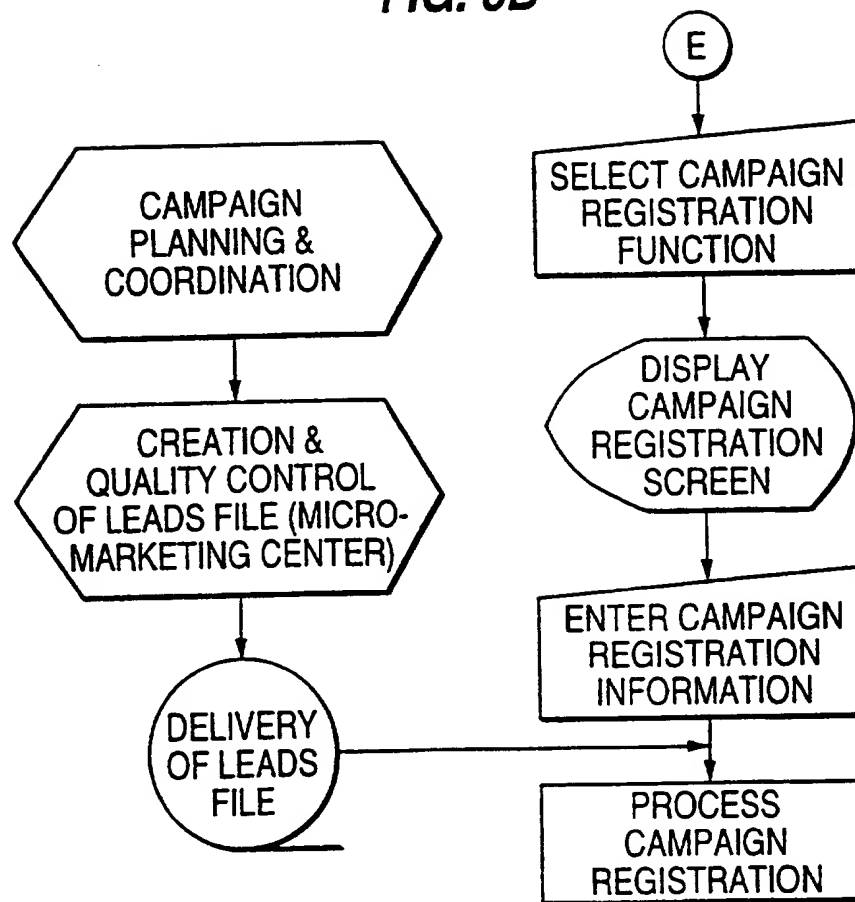 E
CAMPAIGN
PLANNING &
COORDINATION
CREATION &
QUALITY CONTROL
OF LEADS FILE (MICRO-
MARKETING CENTER)
DELIVERY
OF LEADS
FILE
SELECT CAMPAIGN
REGISTRATION
FUNCTION
DISPLAY
CAMPAIGN
REGISTRATION
SCREEN
ENTER CAMPAIGN
REGISTRATION
INFORMATION
PROCESS
CAMPAIGN
REGISTRATION